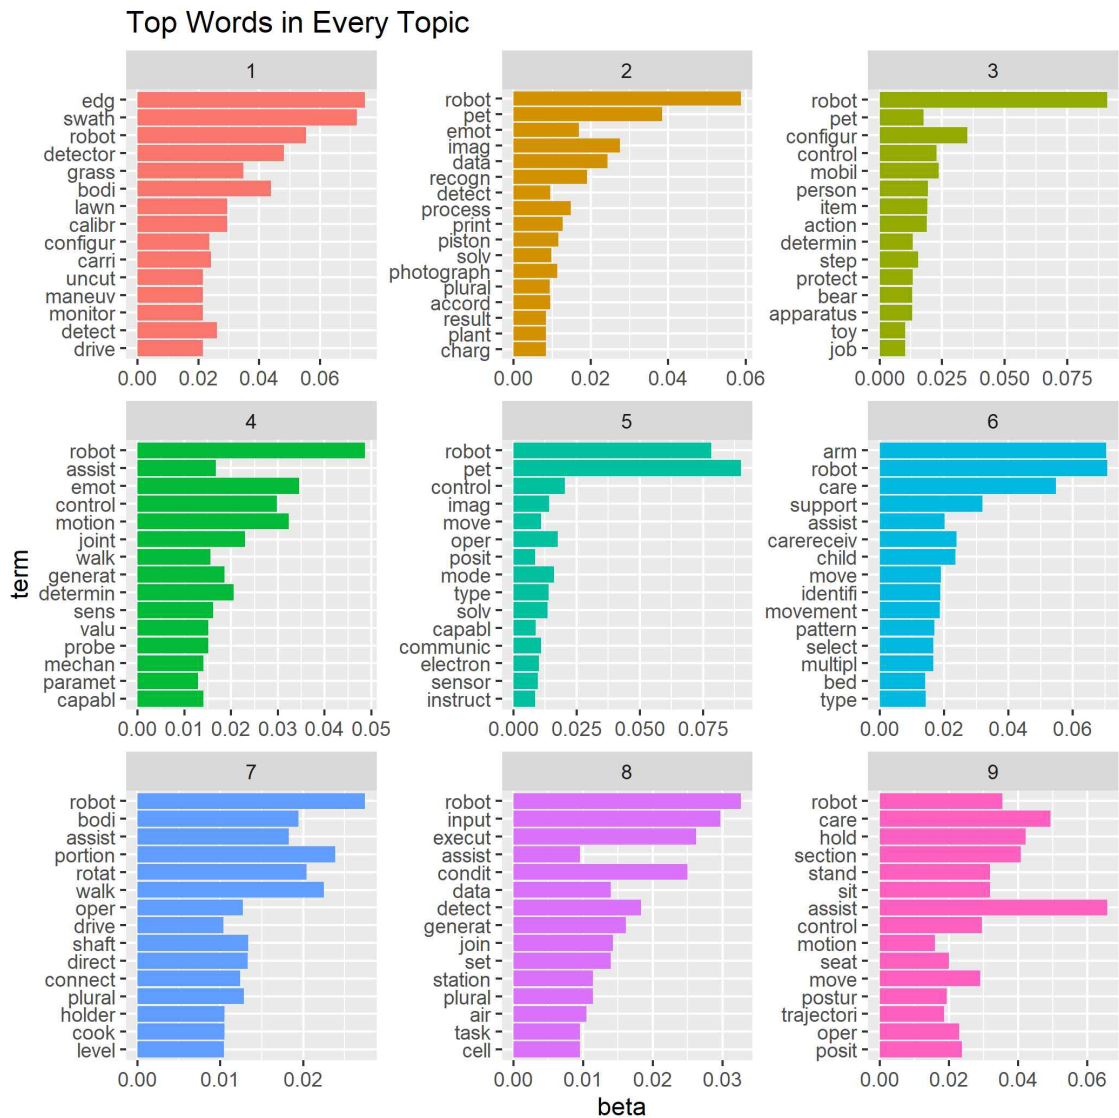 Top Words in Every Topic
1
edg
swath
robot
detector
grass
bodi
lawn
calibr
configur
carri
uncut
maneuv
monitor
detect
drive
0.00 0.02 0.04 0.06
2
robot
pet
emot
imag
data
recogn
detect
process
print
piston
solv
photograph
plural
accord
result
plant
charg
0.00 0.02 0.04 0.06
3
robot
pet
configur
control
mobil
person
item
action
determin
step
protect
bear
apparatus
toy
job
0.000 0.025 0.050 0.075
4
robot
assist
emot
control
motion
joint
walk
generat
determin
sens
valu
probe
mechan
paramet
capabl
0.00 0.01 0.02 0.03 0.04 0.05
5
robot
pet
control
imag
move
oper
posit
mode
type
solv
capabl
communic
electron
sensor
instruct
0.000 0.025 0.050 0.075
6
arm
robot
care
support
assist
carereceiv
child
move
identifi
movement
pattern
select
multipl
bed
type
0.00 0.02 0.04 0.06
7
robot
bodi
assist
portion
rotat
walk
oper
drive
shaft
direct
connect
plural
holder
cook
level
0.00 0.01 0.02
8
robot
input
execut
assist
condit
data
detect
generat
join
set
station
plural
air
task
cell
0.00 0.01 0.02 0.03
9
robot
care
hold
section
stand
sit
assist
control
motion
seat
move
postur
trajectori
oper
posit
0.00 0.02 0.04 0.06
term
beta